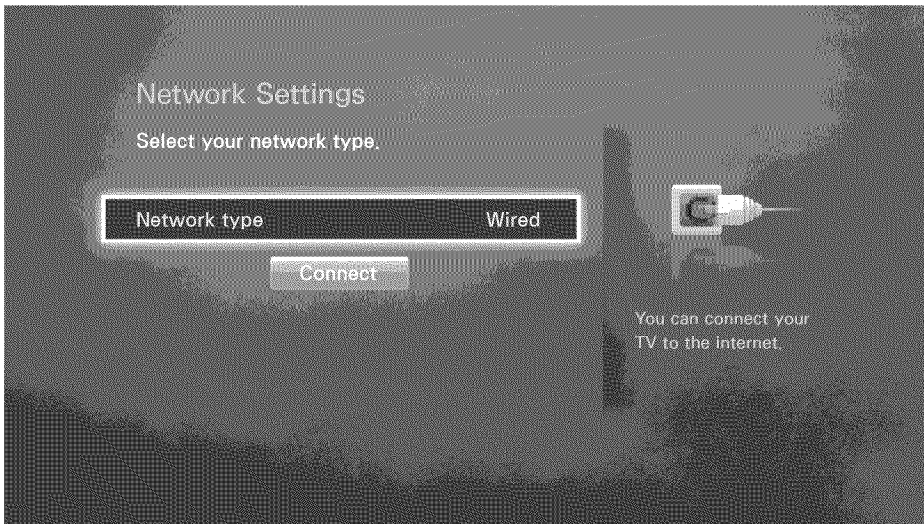 Network Settings
Select your network type.
Network type Wired
Connect
You can connect your
TV to the internet.